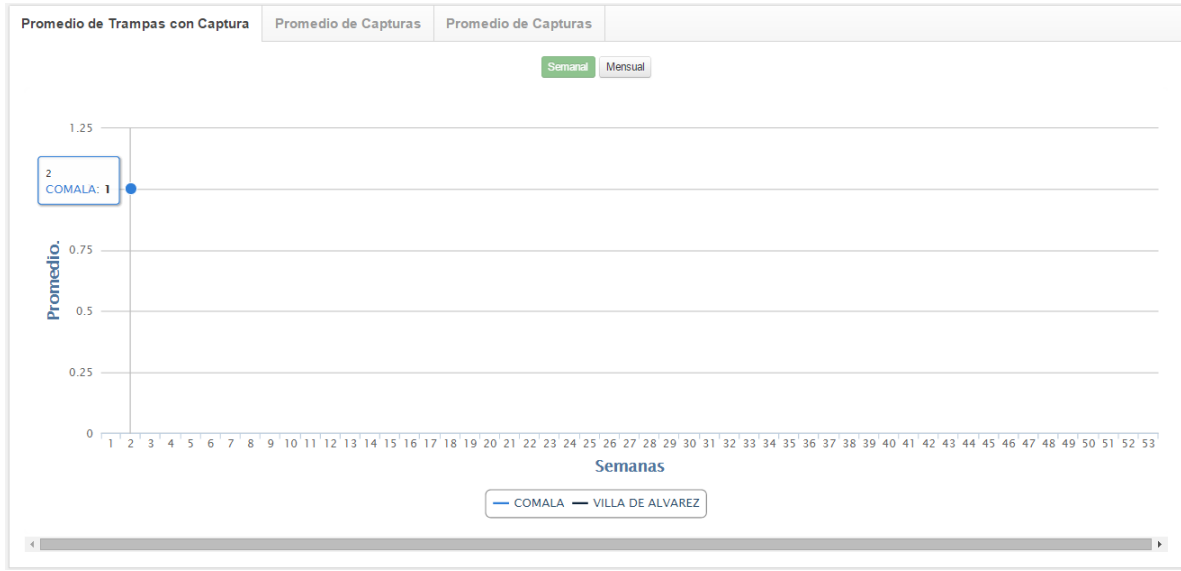 Promedio de Trampas con Captura Promedio de Capturas Promedio de Capturas
Semanal Mensual
1.25
2
COMALA: 1
0.75
0.5
0.25
0
Promedio.
1 2 3 4 5 6 7 8 9 10 11 12 13 14 15 16 17 18 19 20 21 22 23 24 25 26 27 28 29 30 31 32 33 34 35 36 37 38 39 40 41 42 43 44 45 46 47 48 49 50 51 52 53
Semanas
COMALA VILLA DE ALVAREZ